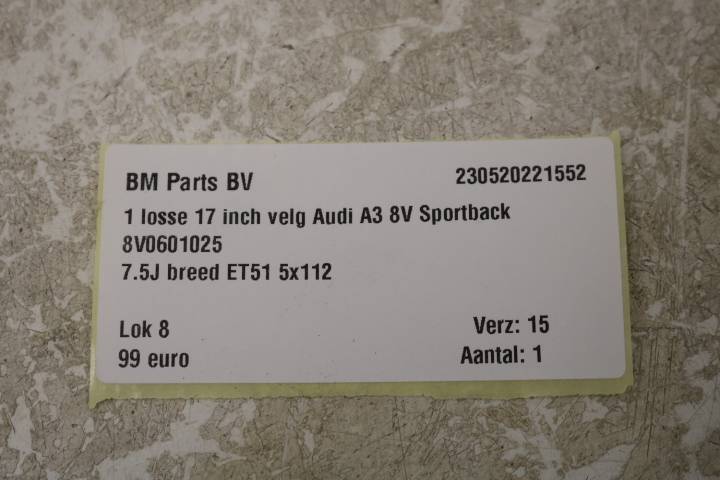 BM Parts BV 230520221552
1 losse 17 inch velg Audi A3 8V Sportback
8V0601025
7.5J breed ET51 5x112
Lok 8 Verz: 15
99 euro Aantal: 1